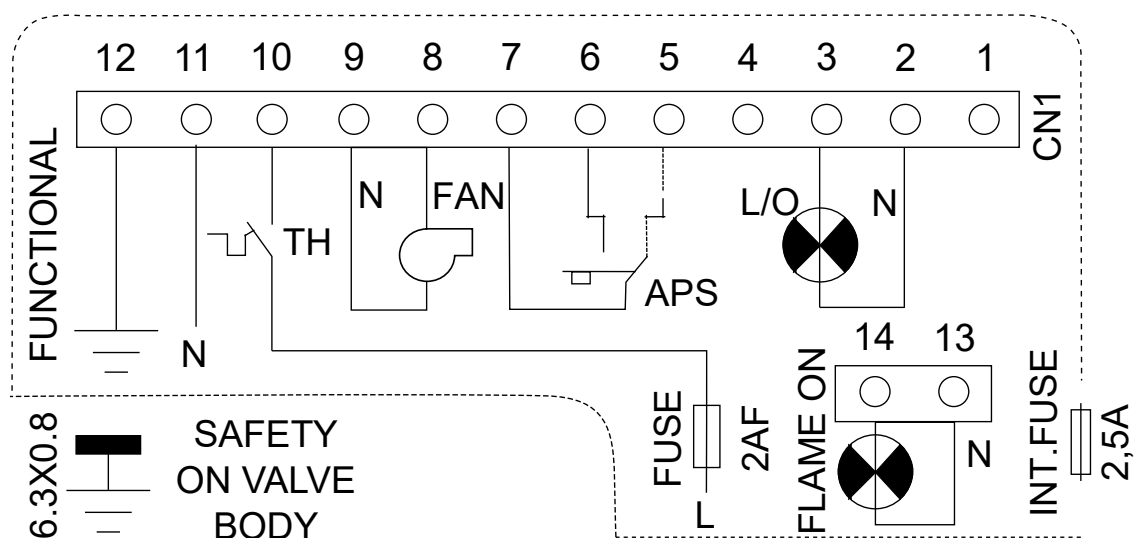 12 11 10 9 8 7 6 5 4 3 2 1
CN1
FUNCTIONAL
N
FAN
L/O
N
TH
APS
N
14 13
FLAME ON
N
FUSE
2AF
L
INT.FUSE
2,5A
6.3X0.8
SAFETY
ON VALVE
BODY